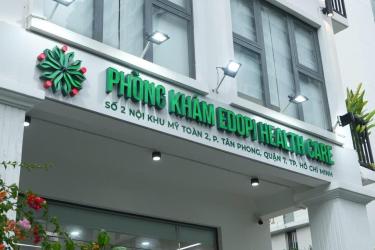 PHÒNG KHÁM EDOPI HEALTH CARE
SỐ 2 NỘI KHU MỸ TOÀN 2, P. TÂN PHONG, QUẬN 7, TP. HỒ CHÍ MINH